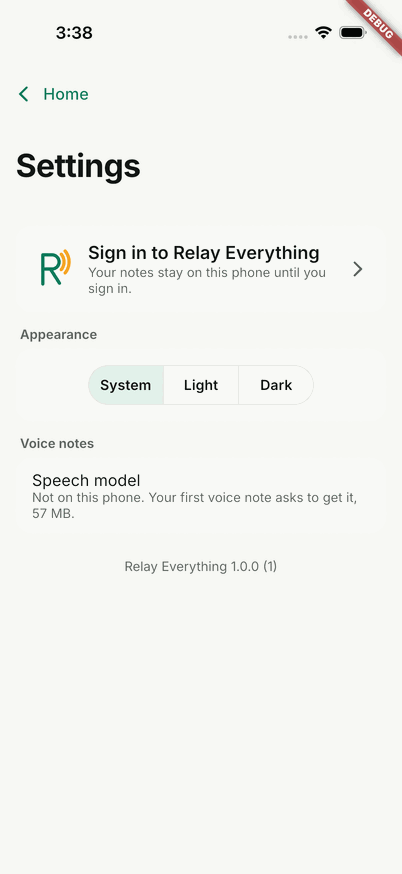 3:38
DEBUG
Home
Settings
R
Sign in to Relay Everything
Your notes stay on this phone until you
sign in.
Appearance
System Light Dark
Voice notes
Speech model
Not on this phone. Your first voice note asks to get it,
57 MB.
Relay Everything 1.0.0 (1)